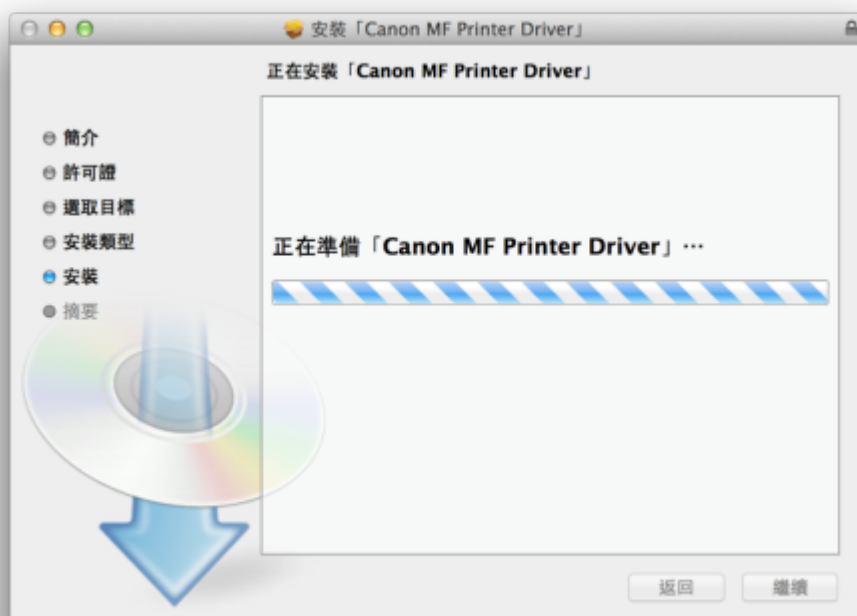 安裝「Canon MF Printer Driver」
正在安裝「Canon MF Printer Driver」
簡介
許可證
選取目標
安裝類型
安裝
摘要
正在準備「Canon MF Printer Driver」⋯
返回
繼續